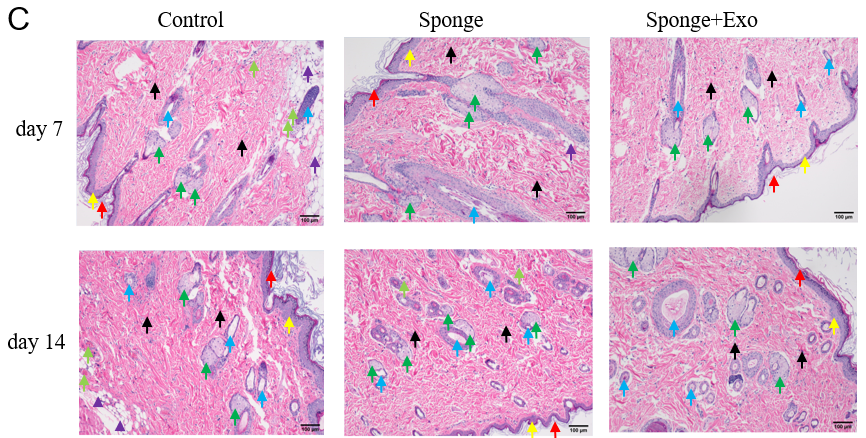 C
Control Sponge Sponge+Exo
day 7
100 µm 100 µm 100 µm
day 14
100 µm 100 µm 100 µm